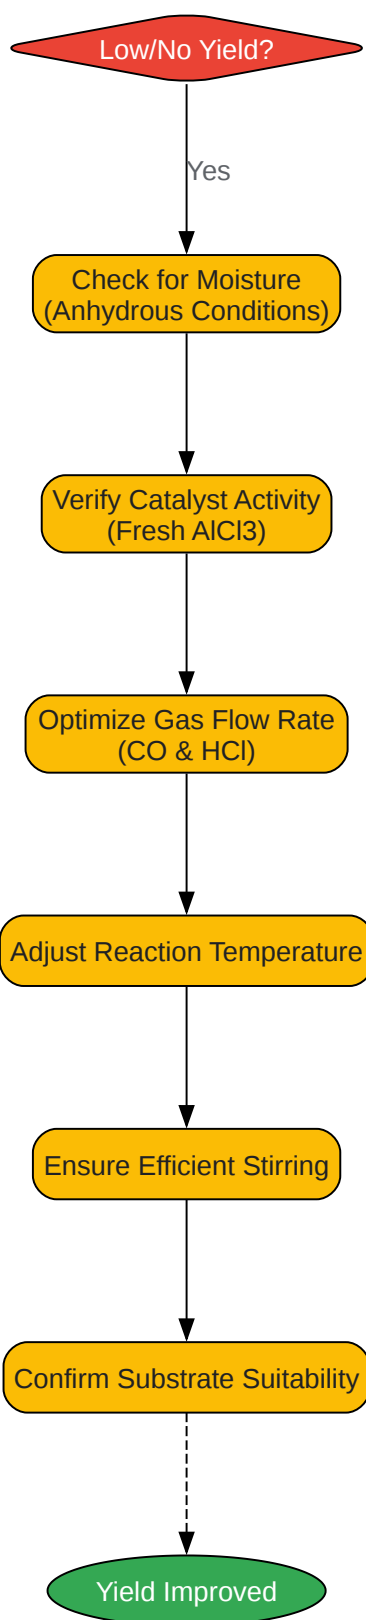 Low/No Yield?
Yes
Check for Moisture
(Anhydrous Conditions)
Verify Catalyst Activity
(Fresh AlCl3)
Optimize Gas Flow Rate
(CO & HCl)
Adjust Reaction Temperature
Ensure Efficient Stirring
Confirm Substrate Suitability
Yield Improved